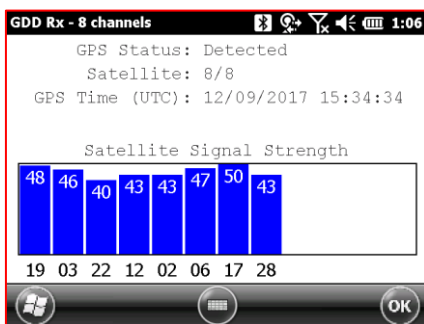 GDD Rx - 8 channels 1:06
GPS Status: Detected
Satellite: 8/8
GPS Time (UTC): 12/09/2017 15:34:34
Satellite Signal Strength
48 46 40 43 43 47 50 43
19 03 22 12 02 06 17 28
OK